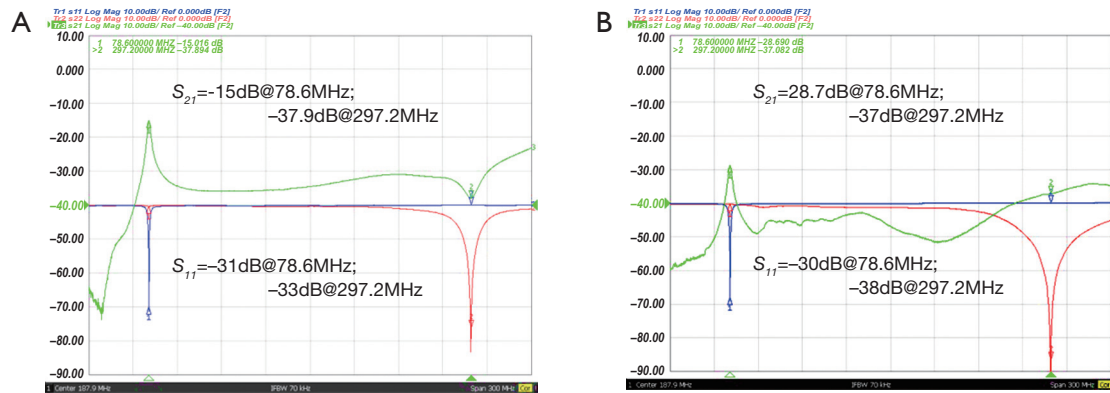 A
Tr1 s11 Log Mag 10.00dB/ Ref 0.000dB [F2]
Tr2 s22 Log Mag 10.00dB/ Ref 0.000dB [F2]
Tr3 s21 Log Mag 10.00dB/ Ref –40.00dB [F2]
10.00
1 78.600000 MHZ –15.016 dB
>2 297.20000 MHZ –37.894 dB
0.000
–10.00
S21=-15dB@78.6MHz;
–37.9dB@297.2MHz
–20.00
–30.00
–40.00
–50.00
S11=–31dB@78.6MHz;
–33dB@297.2MHz
–60.00
–70.00
–80.00
–90.00
1 Center 187.9 MHz IFBW 70 kHz Span 300 MHz Cor
B
Tr1 s11 Log Mag 10.00dB/ Ref 0.000dB [F2]
Tr2 s22 Log Mag 10.00dB/ Ref 0.000dB [F2]
Tr3 s21 Log Mag 10.00dB/ Ref –40.00dB [F2]
10.00
1 78.600000 MHZ –28.690 dB
>2 297.20000 MHZ –37.082 dB
0.000
–10.00
S21=28.7dB@78.6MHz;
–37dB@297.2MHz
–20.00
–30.00
–40.00
–50.00
S11=–30dB@78.6MHz;
–38dB@297.2MHz
–60.00
–70.00
–80.00
–90.00
1 Center 187.9 MHz IFBW 70 kHz Span 300 MHz Cor